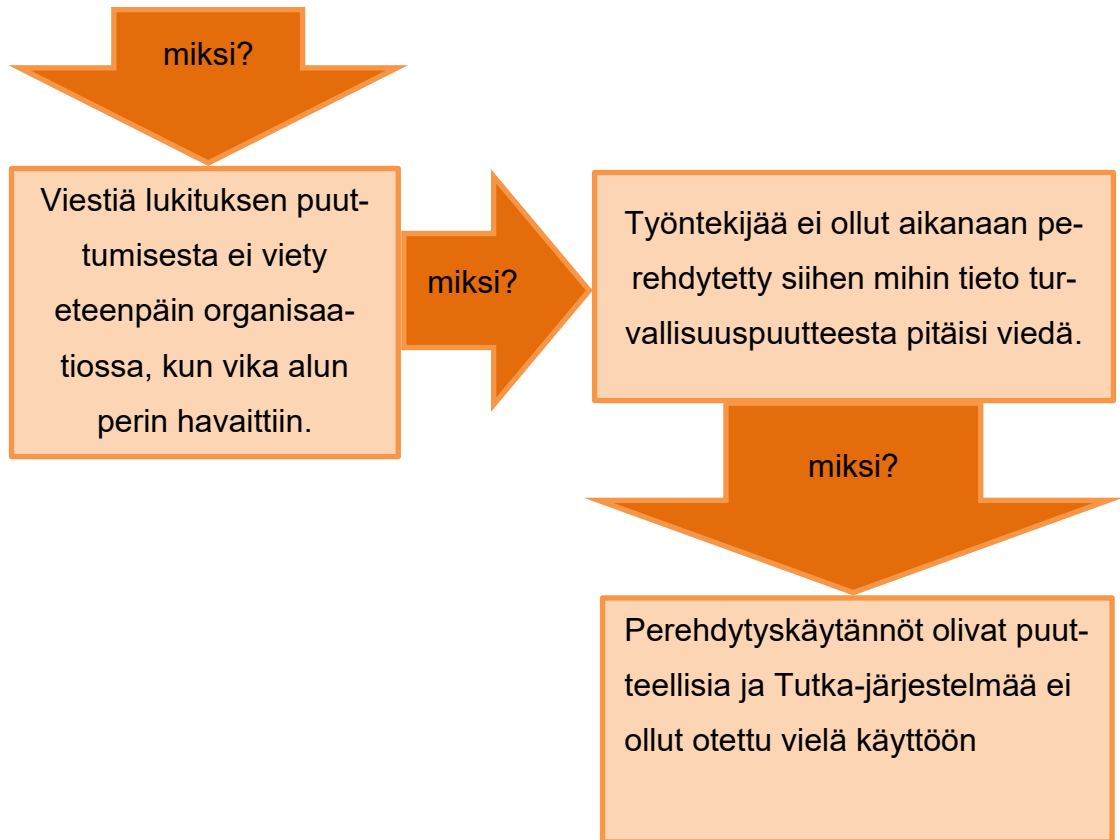 miksi?
Viestiä lukituksen puut-
tumisesta ei viety
eteenpäin organisaa-
tiossa, kun vika alun
perin havaittiin.
miksi?
Työntekijää ei ollut aikanaan pe-
rehdytetty siihen mihin tieto tur-
vallisuuspuutteesta pitäisi viedä.
miksi?
Perehdytyskäytännöt olivat puut-
teellisia ja Tutka-järjestelmää ei
ollut otettu vielä käyttöön